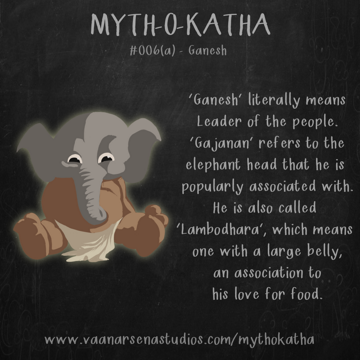 MYTH-O-KATHA
#006(a) - Ganesh
'Ganesh' literally means
Leader of the people.
'Gajanan' refers to the
elephant head that he is
popularly associated with.
He is also called
'Lambodhara', which means
one with a large belly,
an association to
his love for food.
www.vaanarsenastudios.com/mythokatha